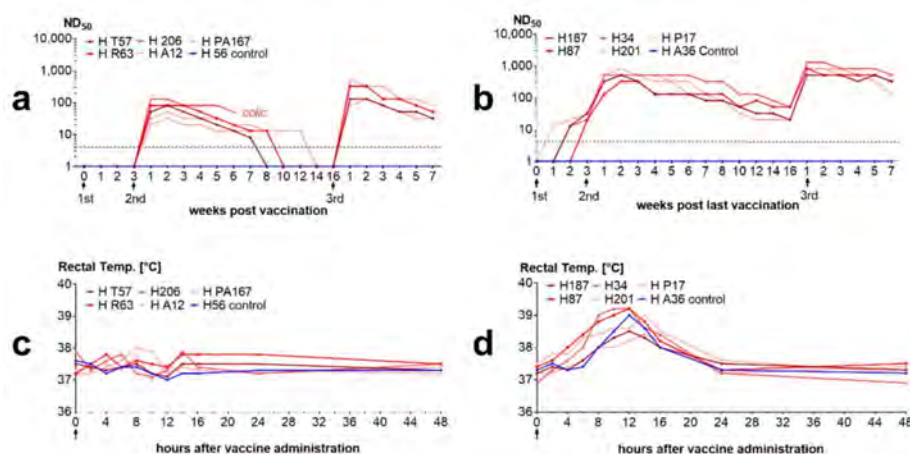 ND50
H T57 H 206 H PA167
H R63 H A12 H 56 control
10,000
1,000
100
10
1
a
colic
0 1 2 3 1 2 3 4 5 6 7 8 10 12 14 16 1 2 3 4 5 6 7
1st 2nd 3rd
weeks post vaccination
ND50
H187 H34 H P17
H87 H201 H A36 Control
10,000
1,000
100
10
1
b
0 1 2 3 1 2 3 4 5 6 7 8 10 12 14 16 1 2 3 4 5 6 7
1st 2nd 3rd
weeks post last vaccination
Rectal Temp. [°C]
H T57 H206 H PA167
H R63 H A12 H56 control
40
39
38
37
36
c
0 4 8 12 16 20 24 28 32 36 40 44 48
hours after vaccine administration
Rectal Temp. [°C]
H187 H34 H P17
H87 H201 H A36 control
40
39
38
37
36
d
0 4 8 12 16 20 24 28 32 36 40 44 48
hours after vaccine administration